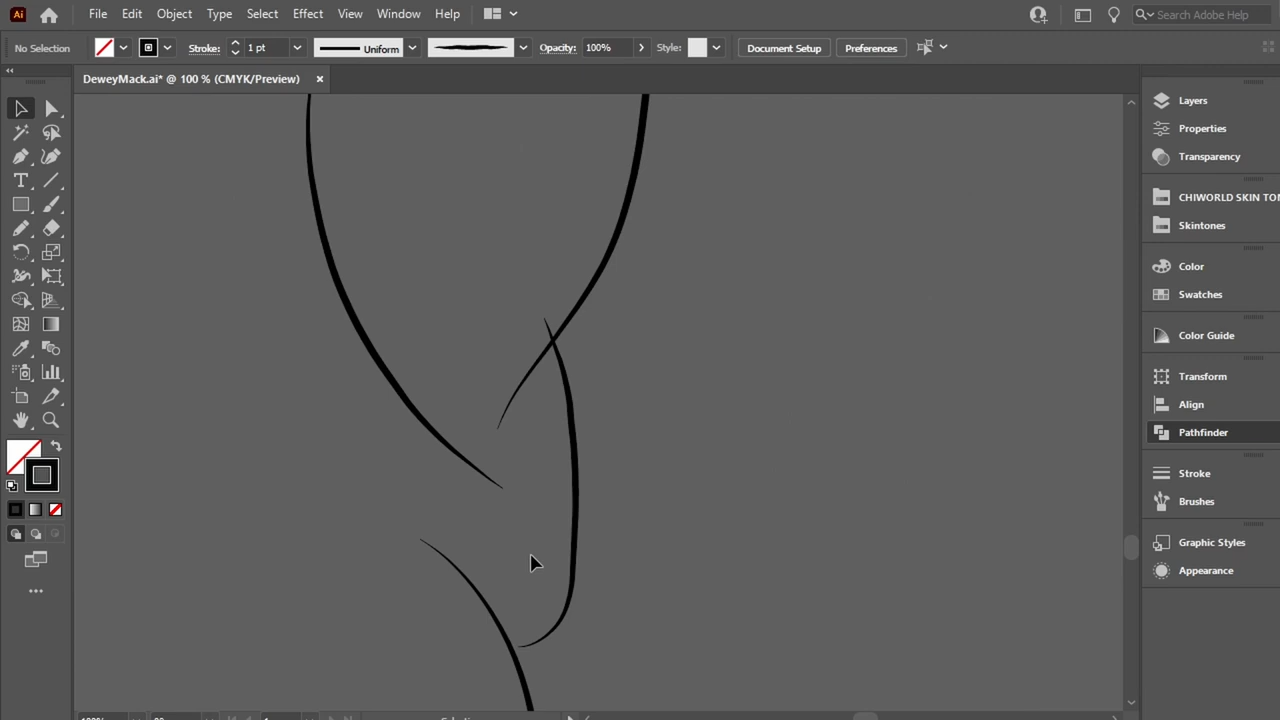 Ai File Edit Object Type Select Effect View Window Help Search Adobe Help
No Selection Stroke: 1 pt Uniform Opacity: 100% Style: Document Setup Preferences
DeweyMack.ai* @ 100 % (CMYK/Preview)
Layers
Properties
Transparency
CHIWORLD SKIN TON
Skintones
Color
Swatches
Color Guide
Transform
Align
Pathfinder
Stroke
Brushes
Graphic Styles
Appearance